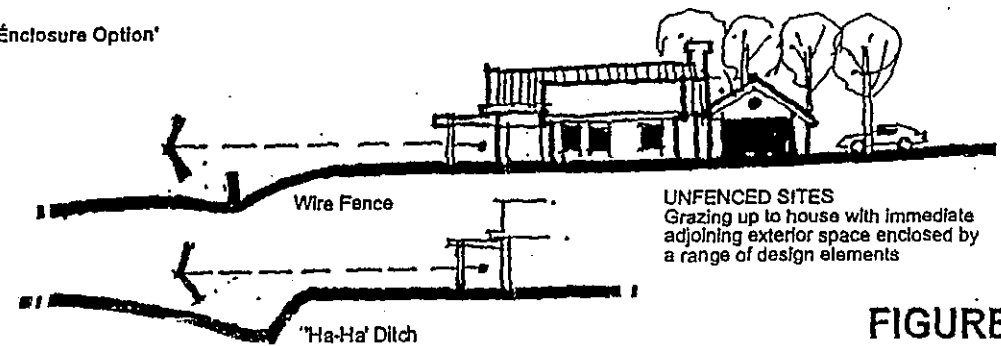 Enclosure Option'
Wire Fence
UNFENCED SITES
Grazing up to house with immediate
adjoining exterior space enclosed by
a range of design elements
"Ha-Ha' Ditch
FIGURE